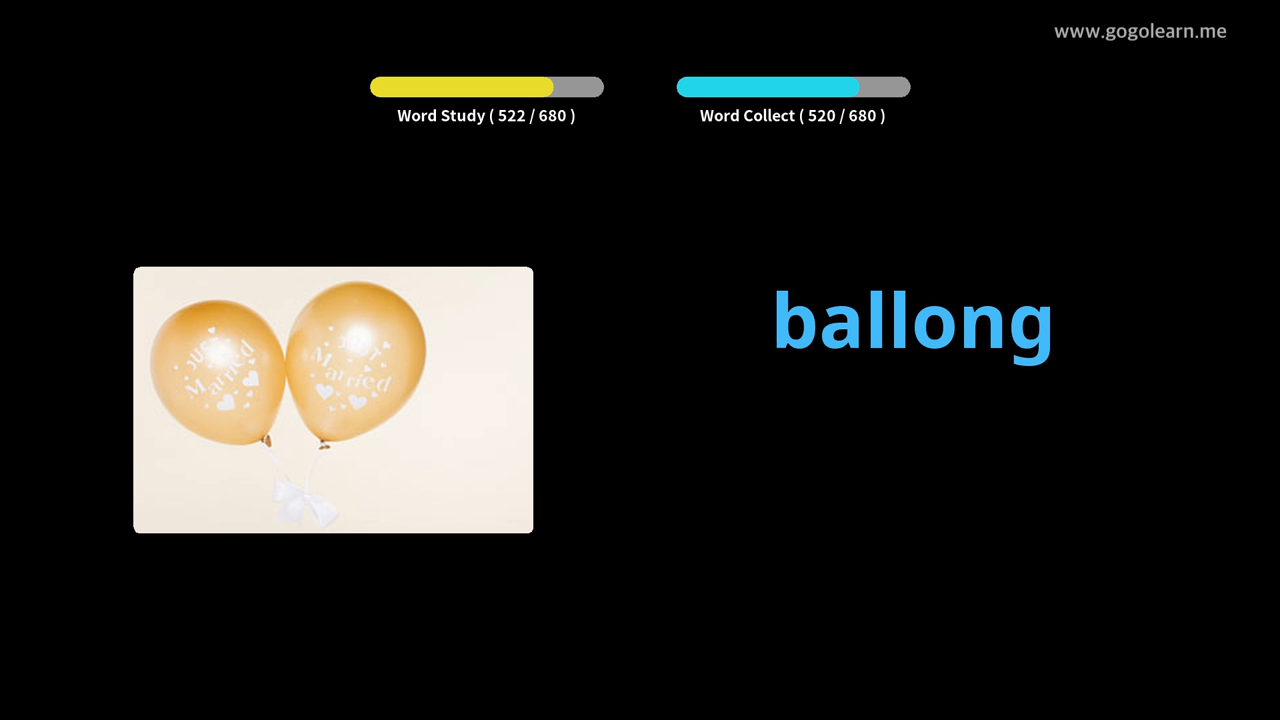 www.gogolearn.me
Word Study ( 522 / 680 )
Word Collect ( 520 / 680 )
JUST
Married
JUST
Married
ballong